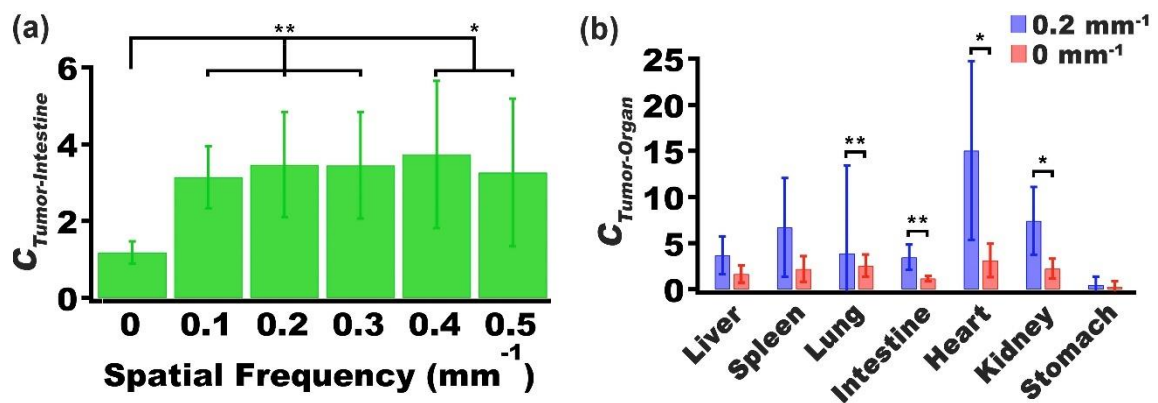 (a)
** *
C Tumor-Intestine
6
4
2
0
0 0.1 0.2 0.3 0.4 0.5
Spatial Frequency (mm⁻¹)
(b)
0.2 mm⁻¹
0 mm⁻¹
C Tumor-Organ
25
20
15
10
5
0
** ** * *
Liver Spleen Lung Intestine Heart Kidney Stomach